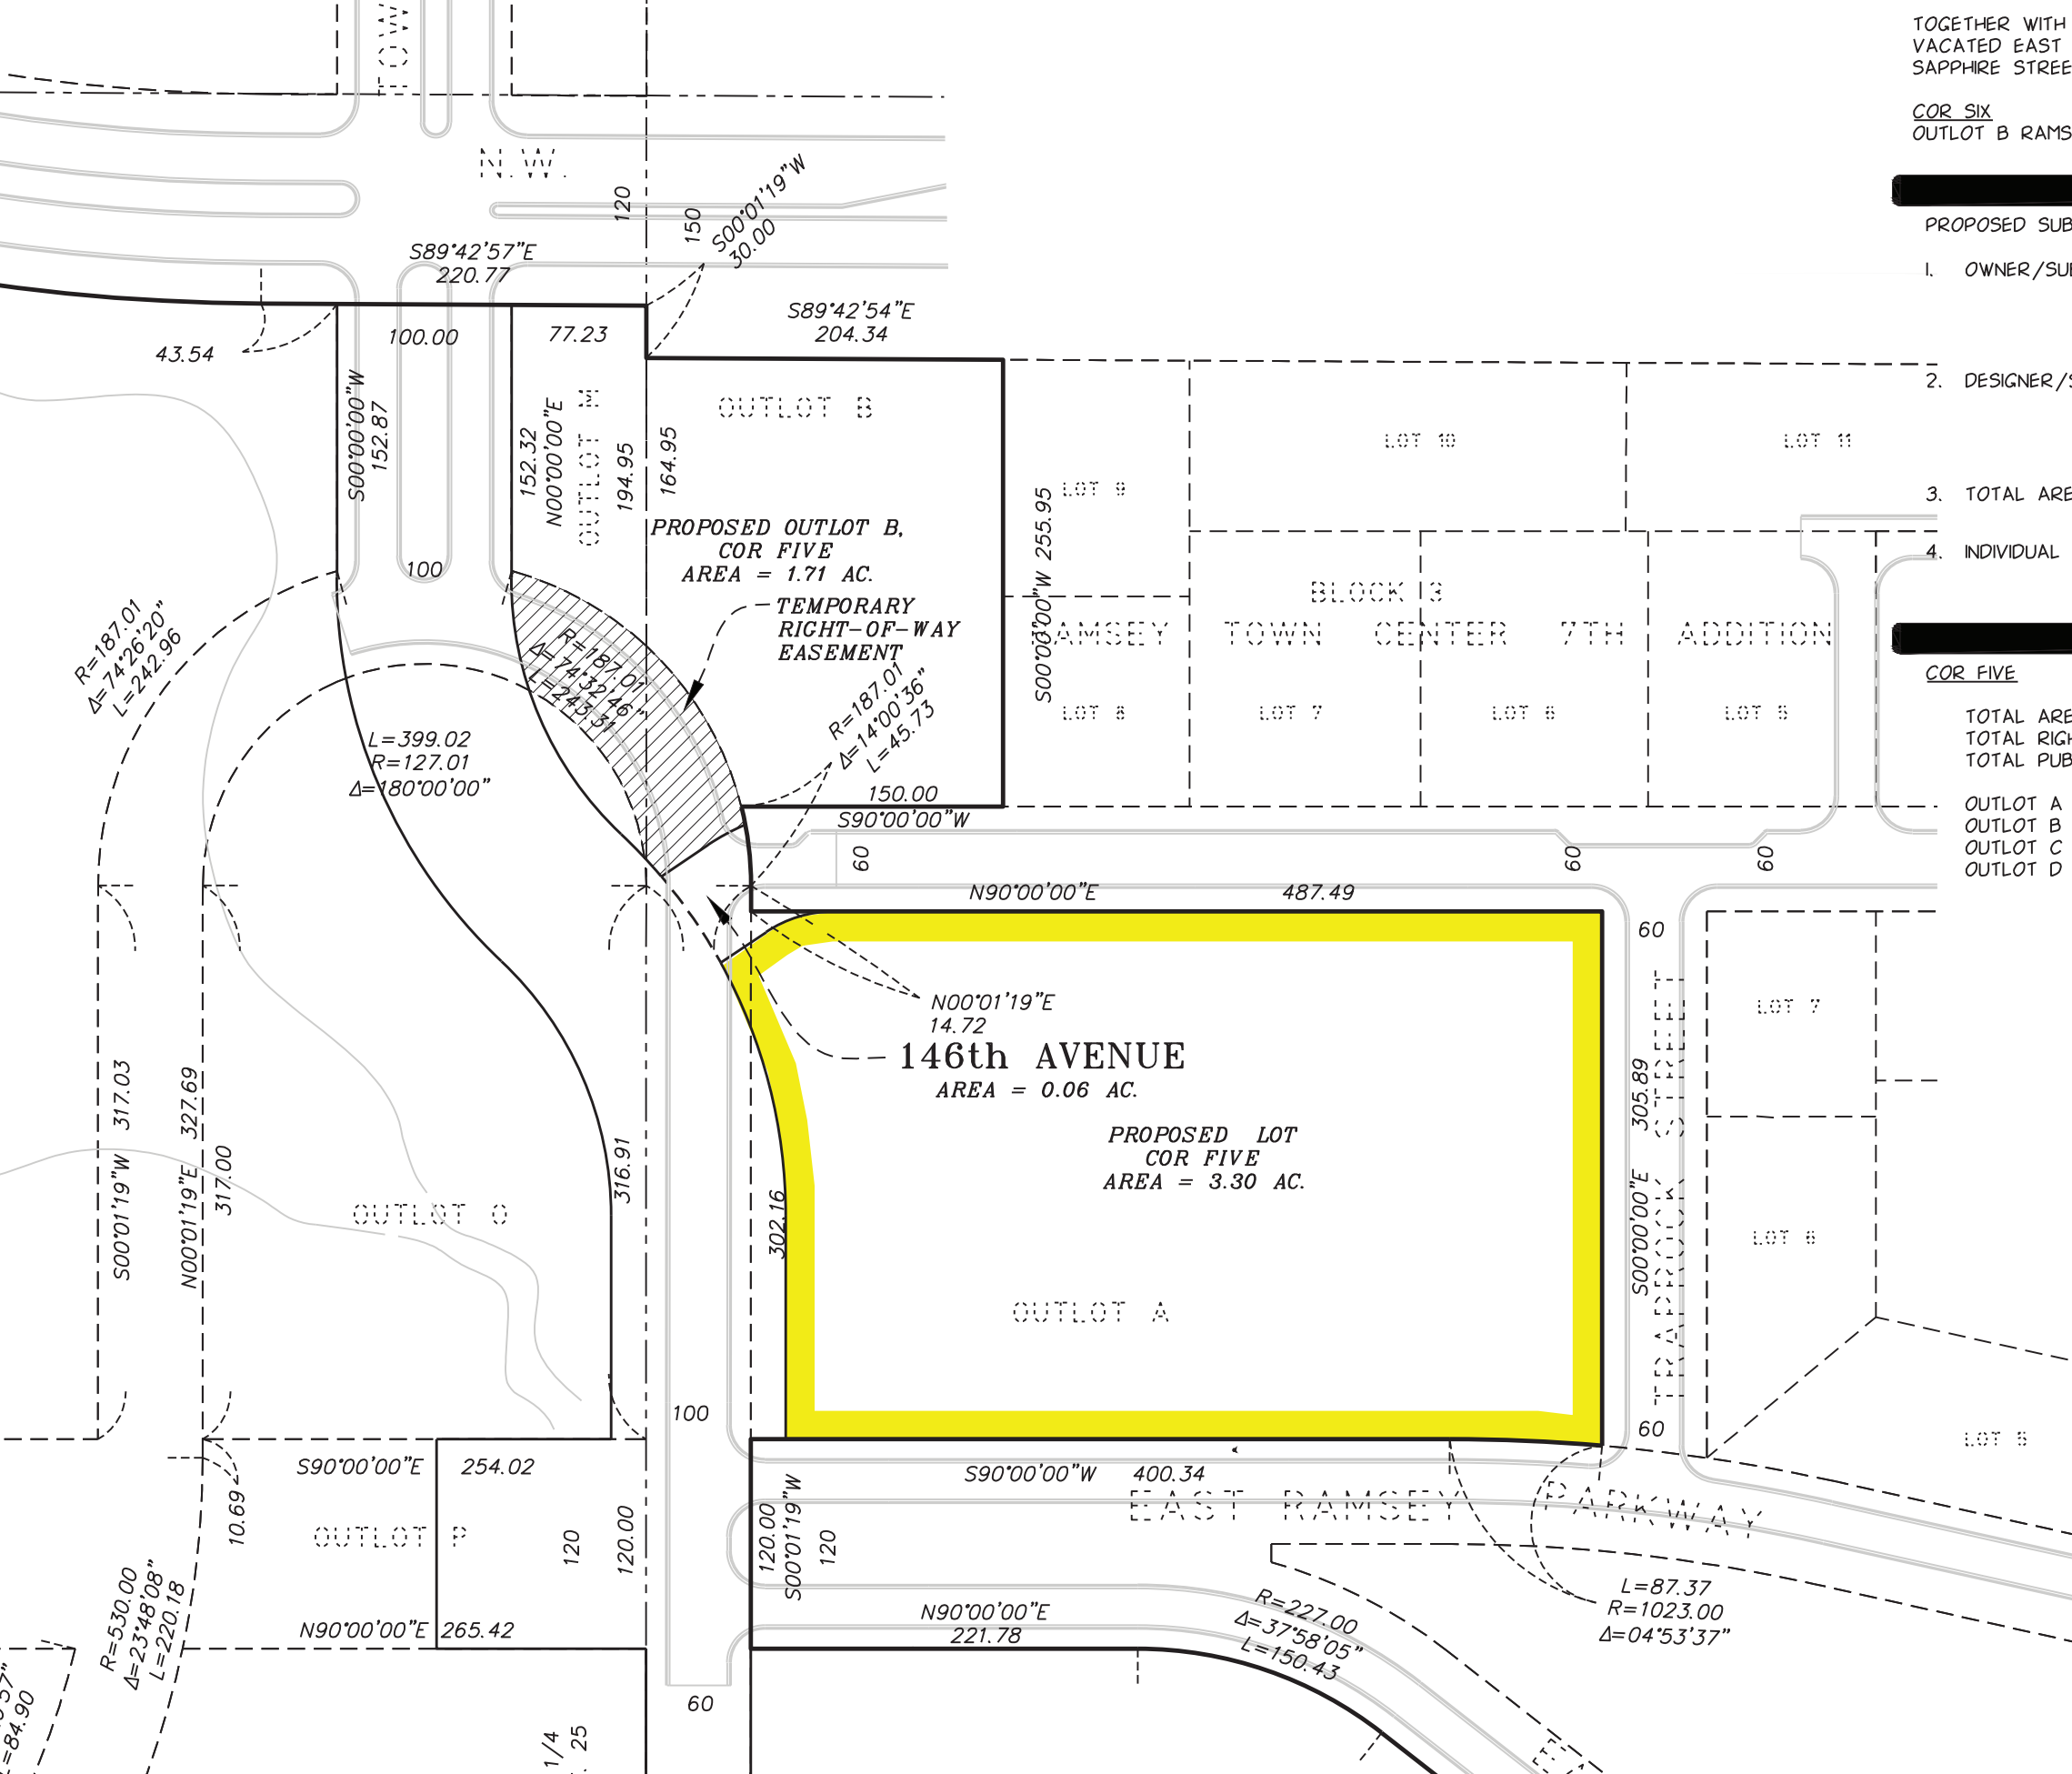 TOGETHER WITH
VACATED EAST
SAPPHIRE STREE
COR SIX
OUTLOT B RAMS
PROPOSED SUB
1. OWNER/SUB
2. DESIGNER/S
3. TOTAL ARE
4. INDIVIDUAL
COR FIVE
TOTAL ARE
TOTAL RIGH
TOTAL PUB
OUTLOT A
OUTLOT B
OUTLOT C
OUTLOT D
TOW
N.W.
120
150
S00°01'19"W
30.00
S89°42'57"E
220.77
S89°42'54"E
204.34
43.54
100.00
77.23
S00°00'00"W
152.87
152.32
N00°00'00"E
OUTLOT M
194.95
164.95
OUTLOT B
PROPOSED OUTLOT B,
COR FIVE
AREA = 1.71 AC.
TEMPORARY
RIGHT-OF-WAY
EASEMENT
100
R=187.01
Δ=74°26'20"
L=242.96
R=187.01
Δ=74°32'46"
L=243.31
R=187.01
Δ=14°00'36"
L=45.73
L=399.02
R=127.01
Δ=180°00'00"
S00°00'00"W 255.95
LOT 9
LOT 10
LOT 11
BLOCK 3
RAMSEY TOWN CENTER 7TH ADDITION
LOT 8
LOT 7
LOT 6
LOT 5
150.00
S90°00'00"W
60
60
60
N90°00'00"E 487.49
60
N00°01'19"E
14.72
146th AVENUE
AREA = 0.06 AC.
PROPOSED LOT
COR FIVE
AREA = 3.30 AC.
OUTLOT A
S00°01'19"W 317.03
N00°01'19"E 327.69
317.00
OUTLOT O
316.91
302.16
S00°00'00"E 305.89
TRAPROCK STREET
LOT 7
LOT 6
LOT 5
60
100
S90°00'00"E 254.02
10.69
OUTLOT P
120
120.00
120.00
S00°01'19"W
120
S90°00'00"W 400.34
EAST RAMSEY PARKWAY
N90°00'00"E 265.42
R=530.00
Δ=23°48'08"
L=220.18
N90°00'00"E
221.78
R=227.00
Δ=37°58'05"
L=150.43
L=87.37
R=1023.00
Δ=04°53'37"
60
57"
=84.90
1/4
25
E